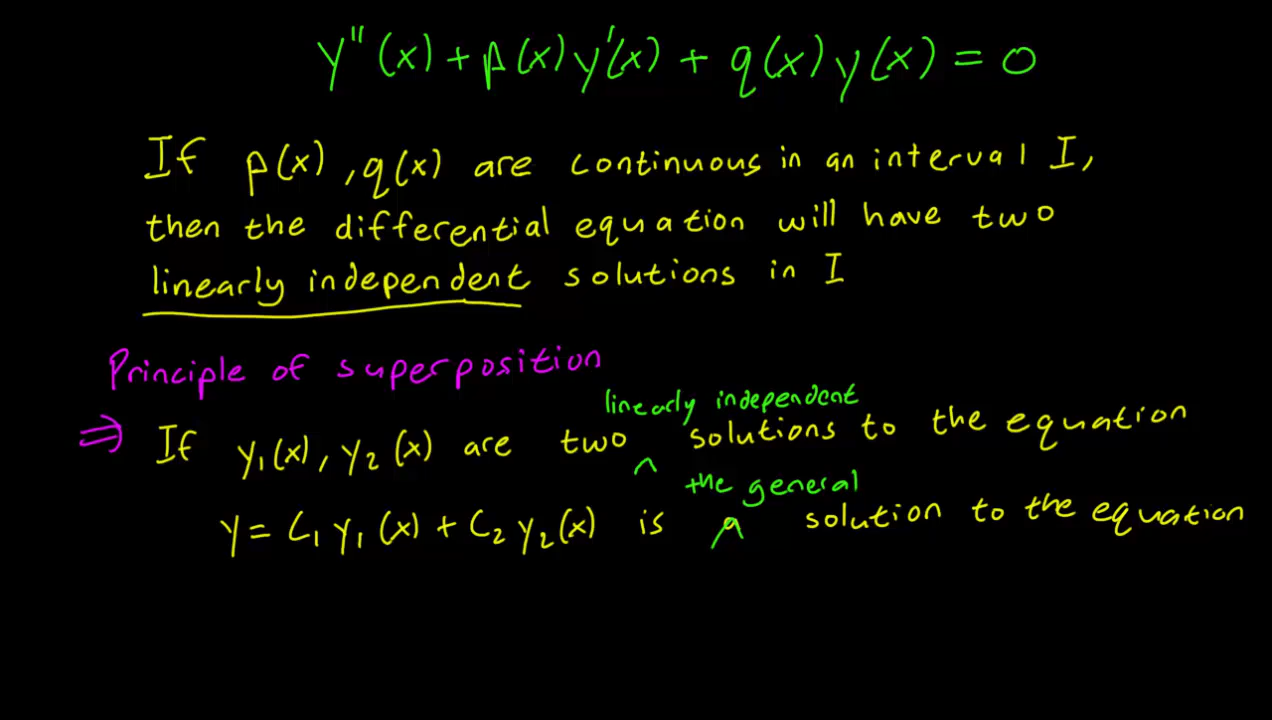 y''(x) + p(x)y'(x) + q(x)y(x) = 0
If p(x), q(x) are continuous in an interval I,
then the differential equation will have two
linearly independent solutions in I
Principle of superposition
linearly independent
⇒ If y₁(x), y₂(x) are two ^ solutions to the equation
the general
y = C₁y₁(x) + C₂y₂(x) is a solution to the equation